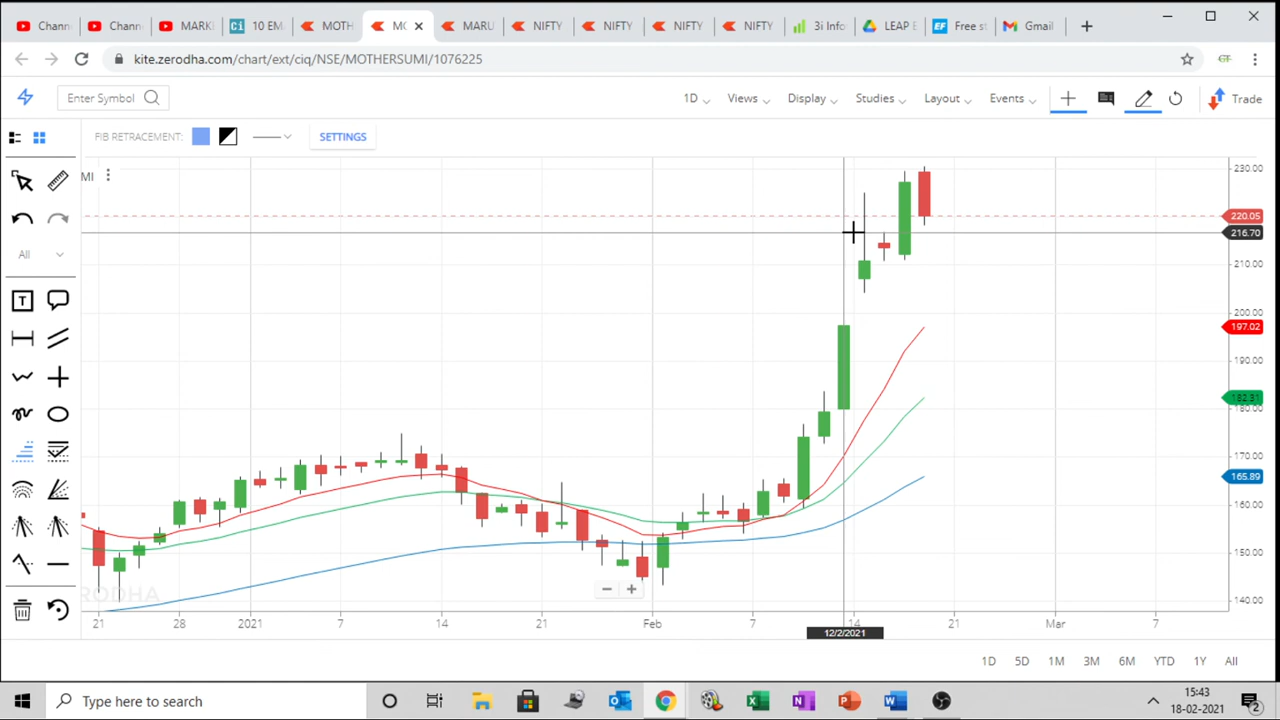 Chann
Chann
MARK
10 EM
MOTH
MO
MARU
NIFTY
NIFTY
NIFTY
NIFTY
3i Info
LEAP E
Free s
Gmail
kite.zerodha.com/chart/ext/ciq/NSE/MOTHERSUMI/1076225
Enter Symbol
1D
Views
Display
Studies
Layout
Events
Trade
FIB RETRACEMENT:
SETTINGS
MI
All
T
230.00
220.05
216.70
210.00
200.00
197.02
190.00
182.31
180.00
170.00
165.89
160.00
150.00
140.00
RODHA
21
28
2021
7
14
21
Feb
7
14
21
Mar
7
12/2/2021
1D 5D 1M 3M 6M YTD 1Y All
Type here to search
15:43
18-02-2021
2